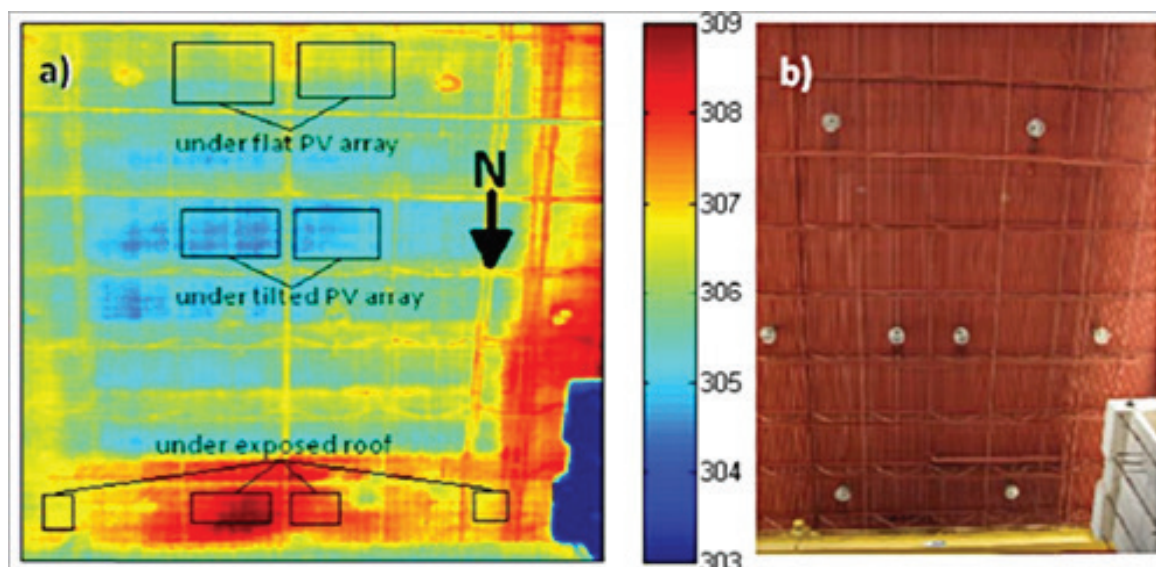 a)
under flat PV array
N
under tilted PV array
under exposed roof
309
308
307
306
305
304
303
b)